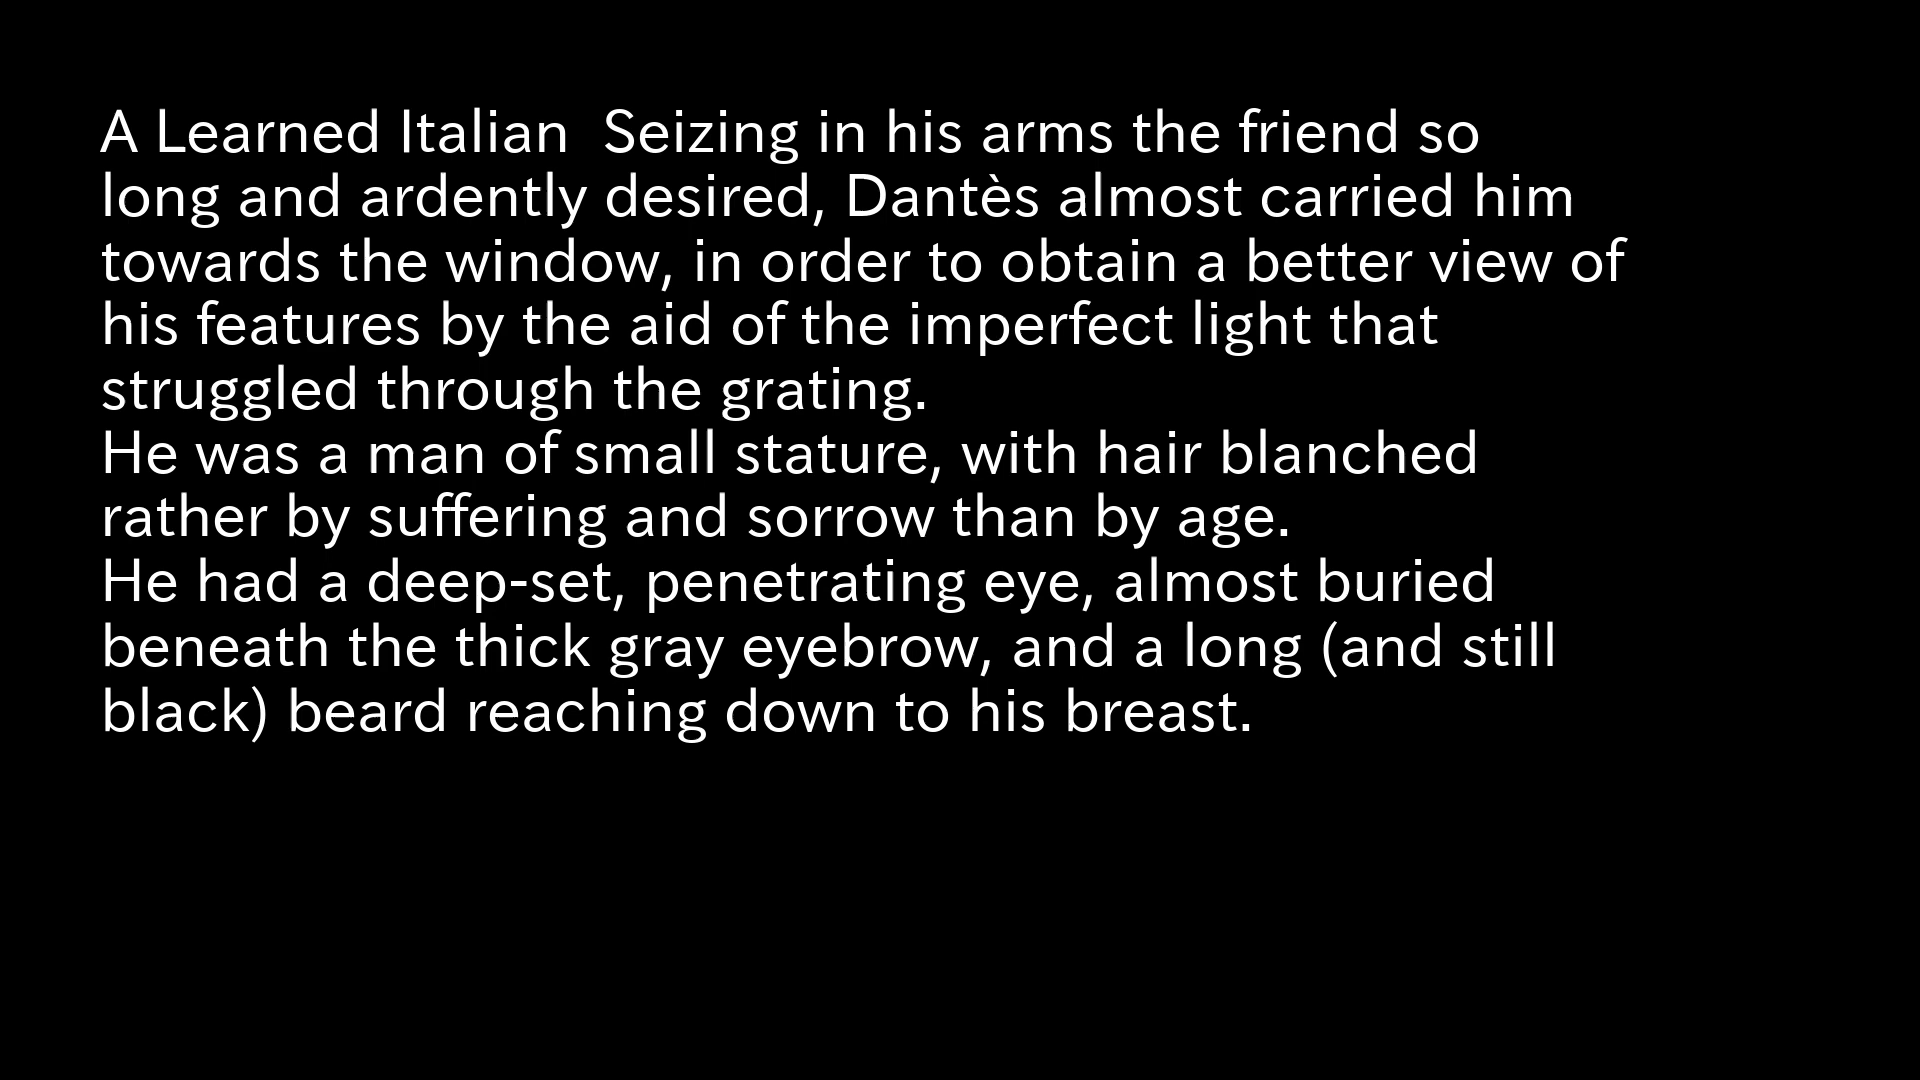 A Learned Italian  Seizing in his arms the friend so
long and ardently desired, Dantès almost carried him
towards the window, in order to obtain a better view of
his features by the aid of the imperfect light that
struggled through the grating.
He was a man of small stature, with hair blanched
rather by suffering and sorrow than by age.
He had a deep-set, penetrating eye, almost buried
beneath the thick gray eyebrow, and a long (and still
black) beard reaching down to his breast.